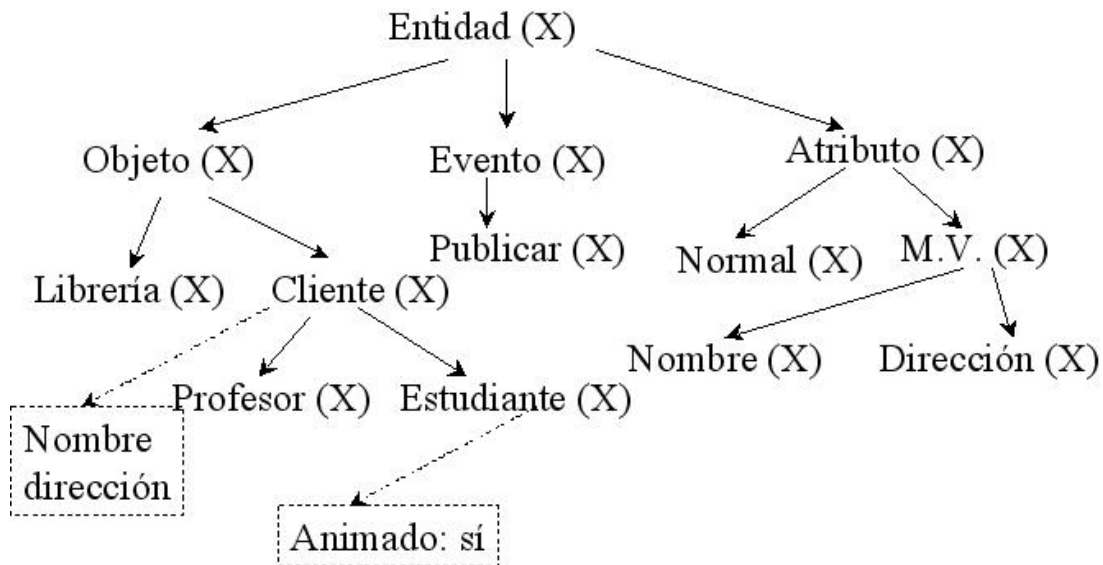 Entidad (X)
Objeto (X)
Evento (X)
Atributo (X)
Publicar (X)
Normal (X)
M.V. (X)
Librería (X)
Cliente (X)
Nombre (X)
Dirección (X)
Profesor (X)
Estudiante (X)
Nombre
dirección
Animado: sí